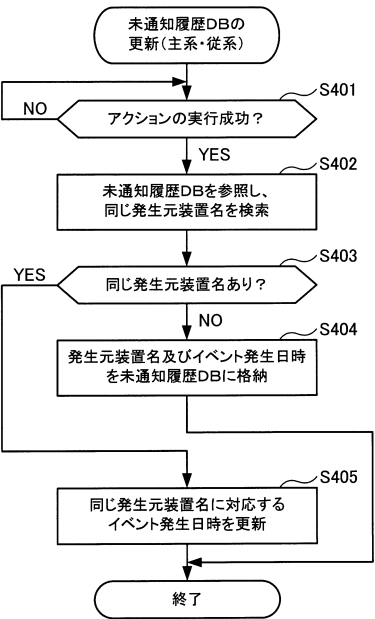 未通知履歴DBの
更新(主系・従系)
S401
NO
アクションの実行成功?
YES
S402
未通知履歴DBを参照し、
同じ発生元装置名を検索
S403
YES
同じ発生元装置名あり?
NO
S404
発生元装置名及びイベント発生日時
を未通知履歴DBに格納
S405
同じ発生元装置名に対応する
イベント発生日時を更新
終了